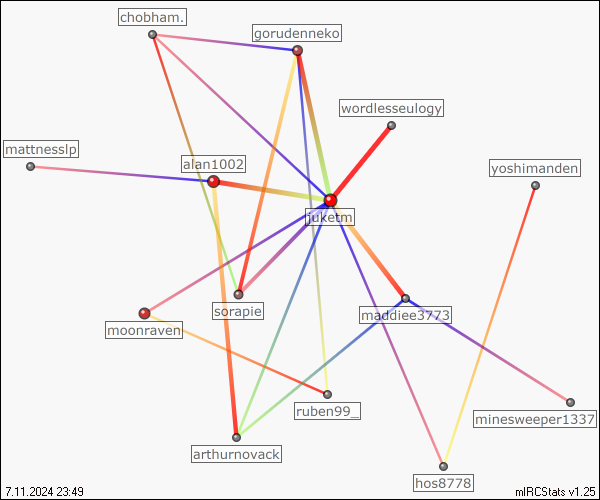 chobham.
gorudenneko
wordlesseulogy
mattnesslp
alan1002
yoshimanden
juketm
sorapie
maddiee3773
moonraven
ruben99_
minesweeper1337
arthurnovack
hos8778
7.11.2024 23:49
mIRCStats v1.25